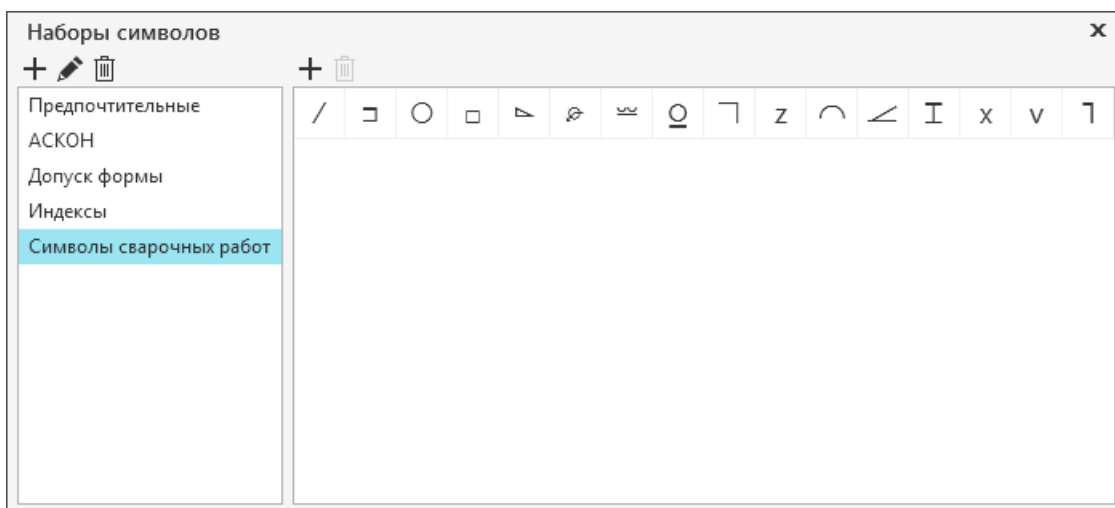 Наборы символов
Предпочтительные
АСКОН
Допуск формы
Индексы
Символы сварочных работ
z x v